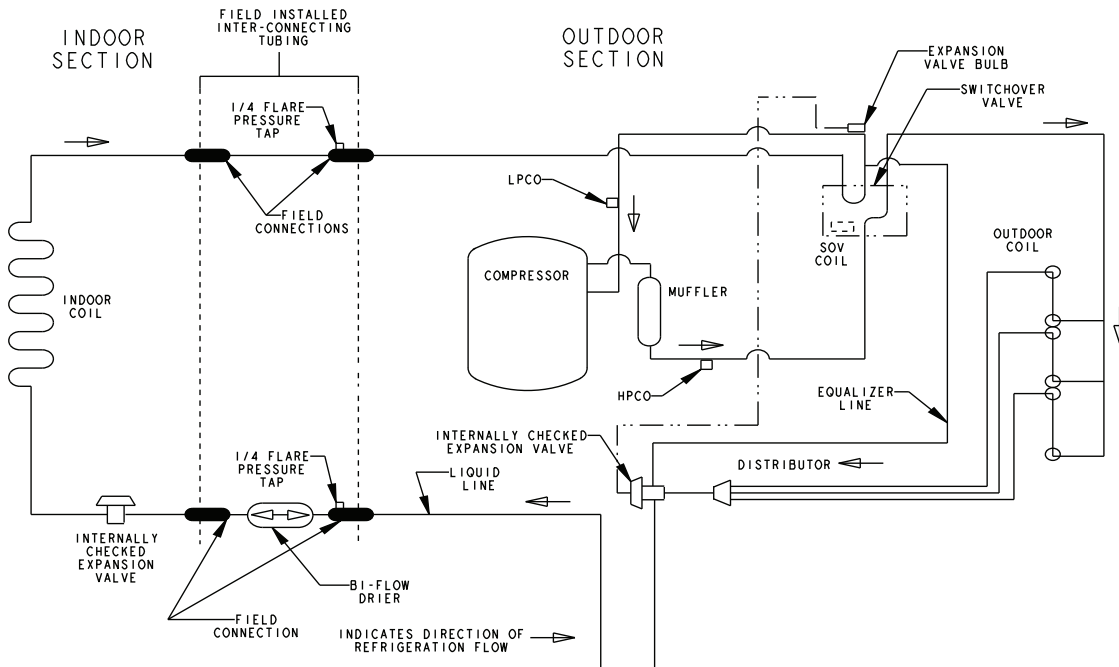 FIELD INSTALLED
INTER-CONNECTING
TUBING
INDOOR
SECTION
OUTDOOR
SECTION
EXPANSION
VALVE BULB
SWITCHOVER
VALVE
1/4 FLARE
PRESSURE
TAP
LPCO
FIELD
CONNECTIONS
SOV
COIL
OUTDOOR
COIL
COMPRESSOR
MUFFLER
INDOOR
COIL
HPCO
EQUALIZER
LINE
INTERNALLY CHECKED
EXPANSION VALVE
1/4 FLARE
PRESSURE
TAP
LIQUID
LINE
DISTRIBUTOR
INTERNALLY
CHECKED
EXPANSION
VALVE
BI-FLOW
DRIER
FIELD
CONNECTION
INDICATES DIRECTION OF
REFRIGERATION FLOW